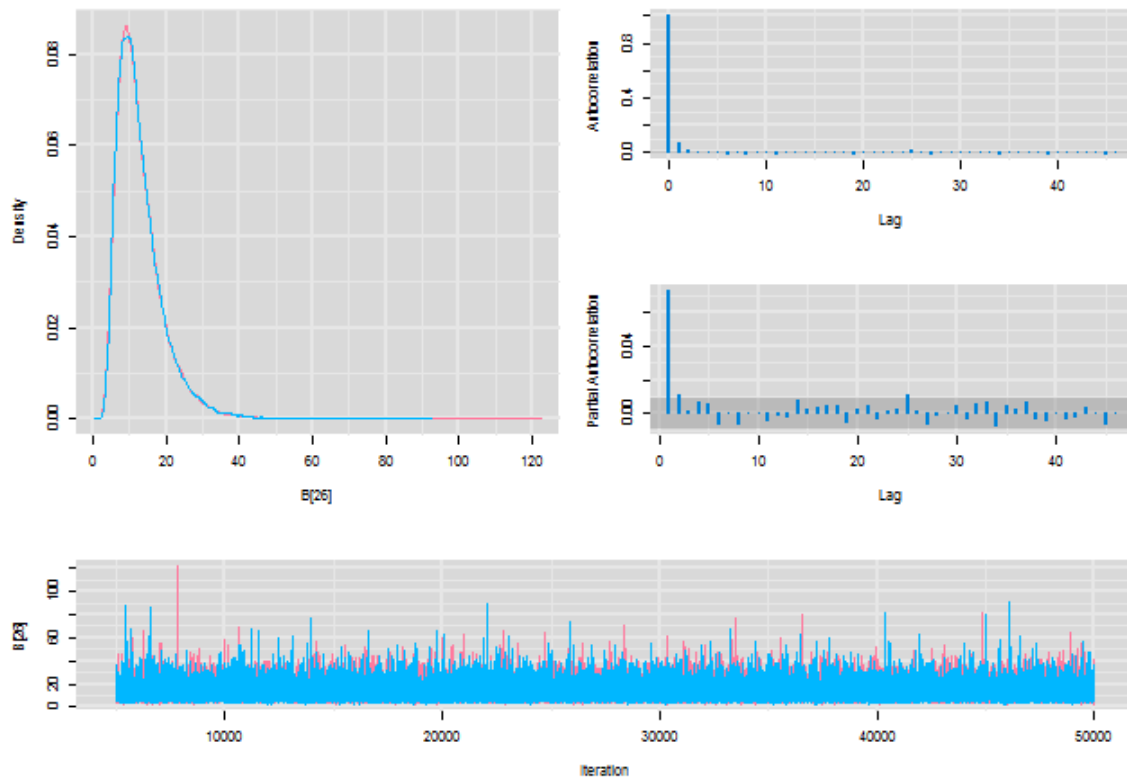 Density
0.00
0.02
0.04
0.06
0.08
0 20 40 60 80 100 120
B[26]
Autocorrelation
0.0
0.4
0.8
0 10 20 30 40
Lag
Partial Autocorrelation
0.00
0.04
0 10 20 30 40
Lag
B[26]
0 20 60 100
10000 20000 30000 40000 50000
Iteration